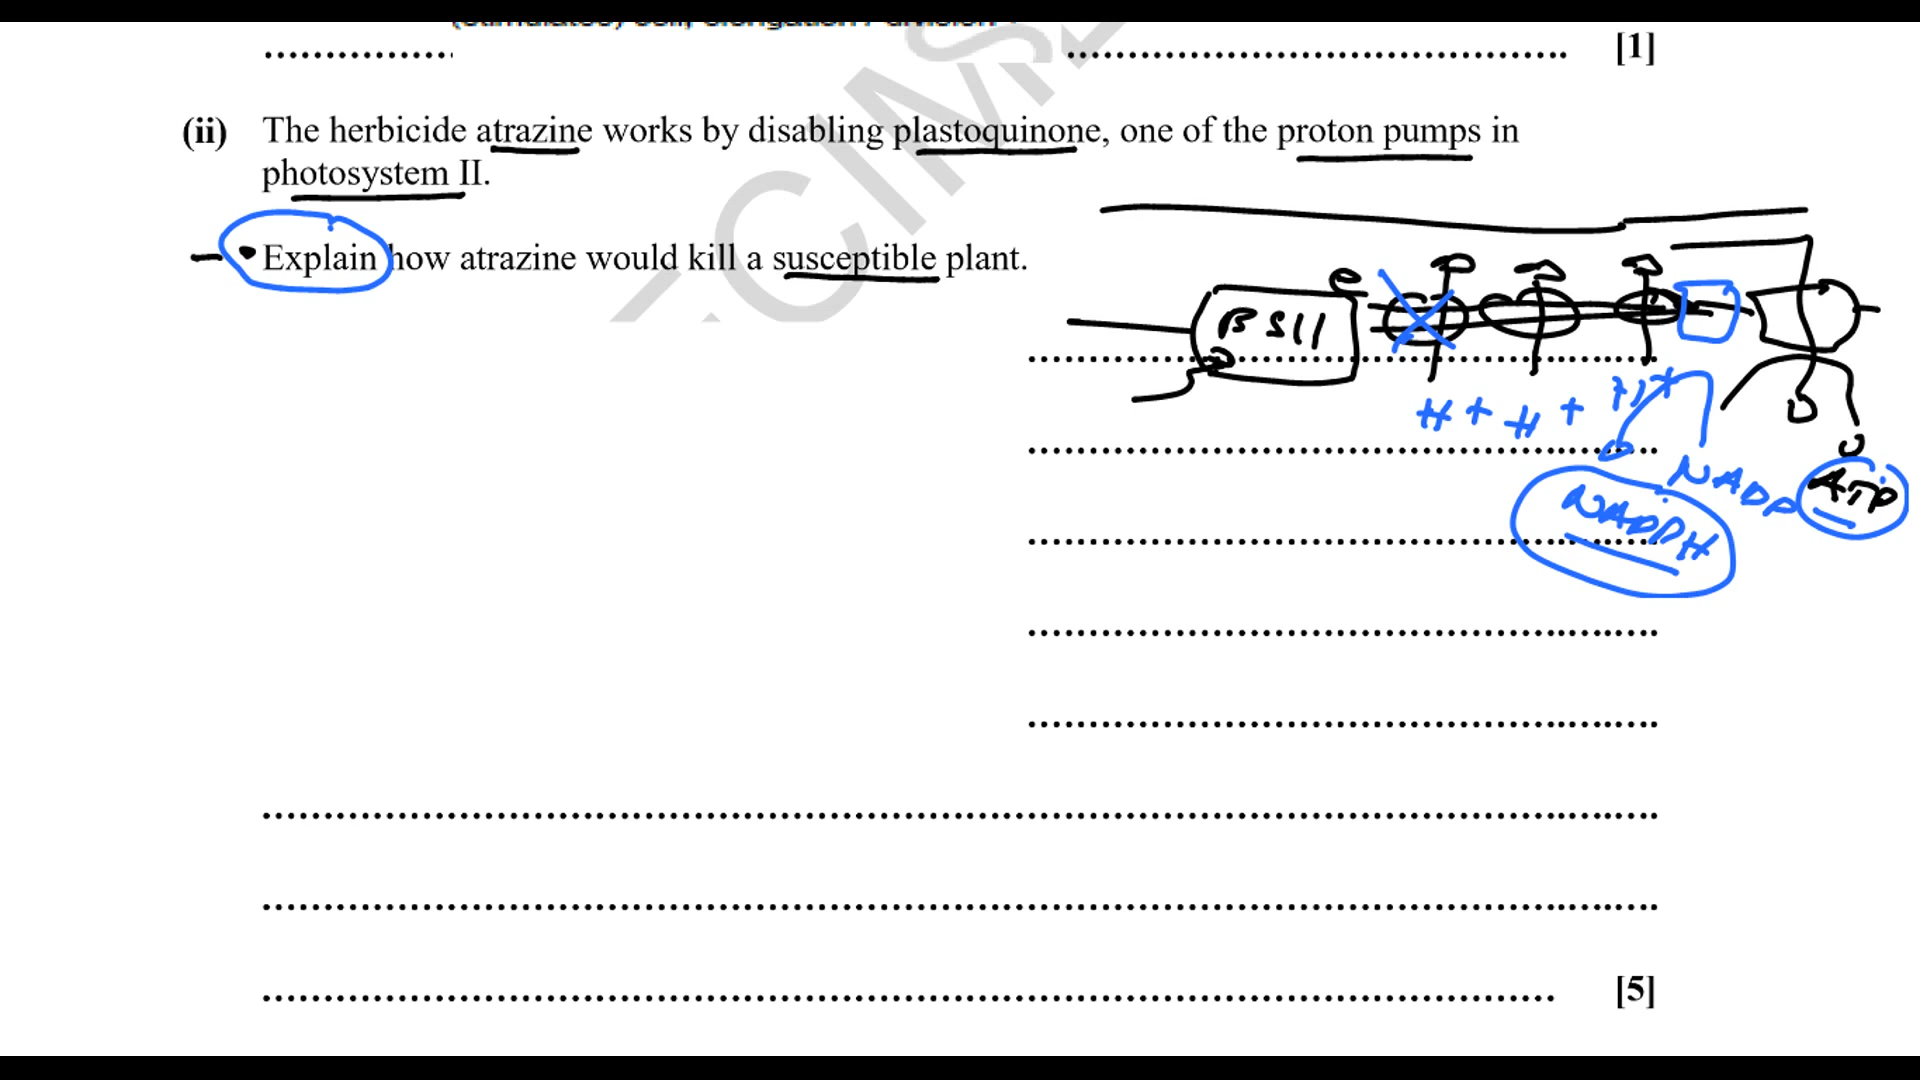 [1]
(ii) The herbicide atrazine works by disabling plastoquinone, one of the proton pumps in
photosystem II.
• Explain how atrazine would kill a susceptible plant.
e
PSII
H + H +
NADP
ATP
NADPH
[5]